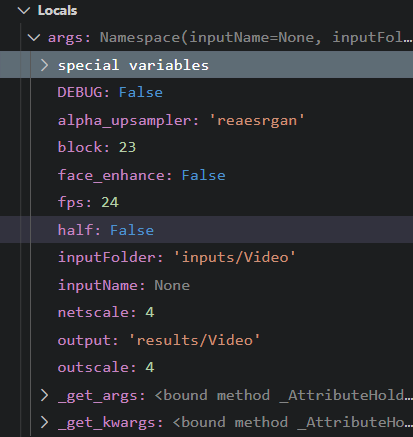 Locals
args: Namespace(inputName=None, inputFol…
special variables
DEBUG: False
alpha_upsampler: 'reaesrgan'
block: 23
face_enhance: False
fps: 24
half: False
inputFolder: 'inputs/Video'
inputName: None
netscale: 4
output: 'results/Video'
outscale: 4
_get_args: <bound method _AttributeHold…
_get_kwargs: <bound method _AttributeHo…